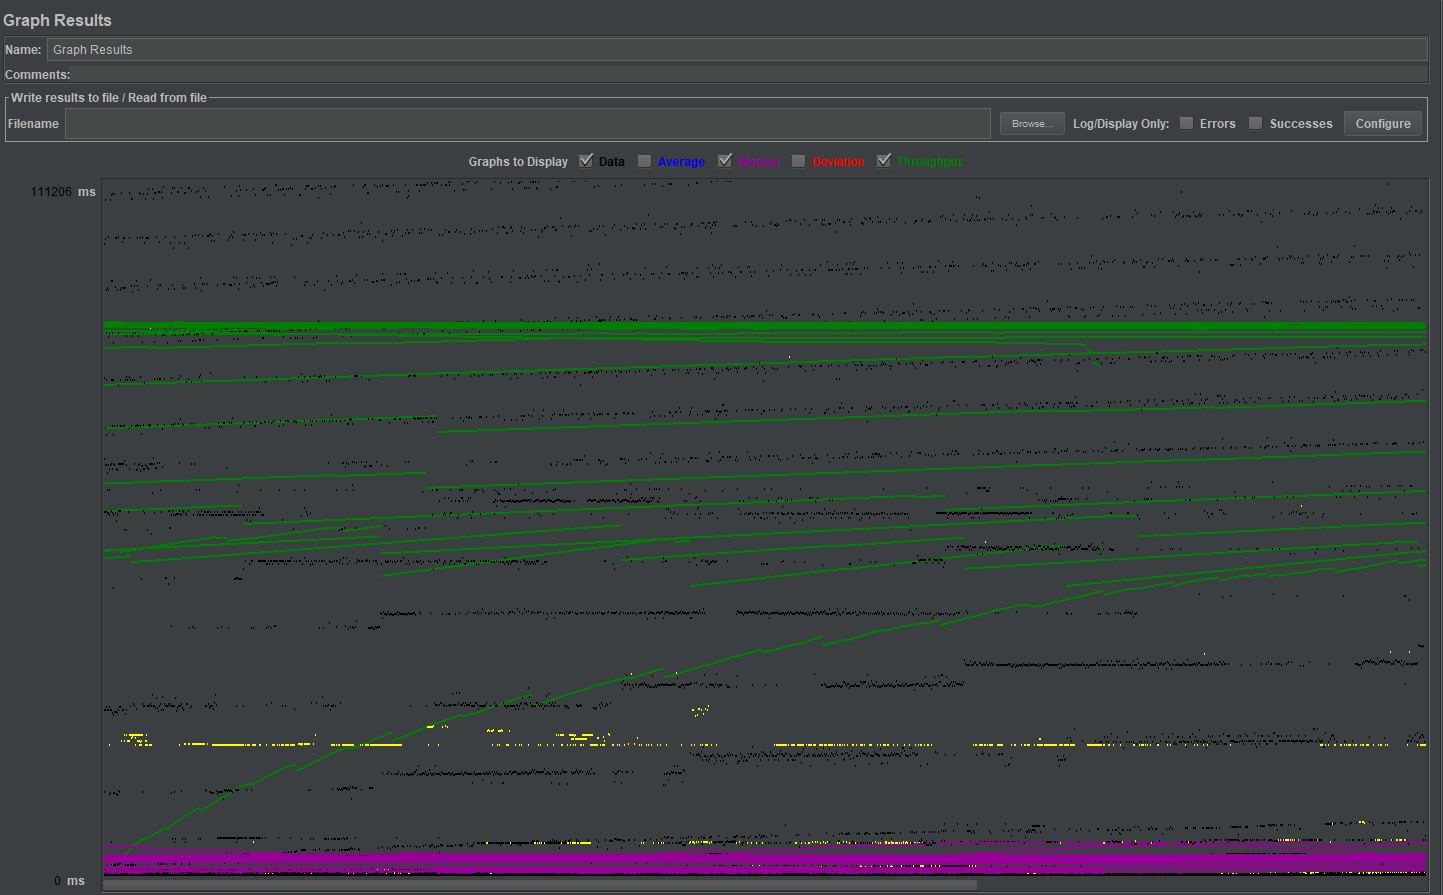 Graph Results
Name: Graph Results
Comments:
Write results to file / Read from file
Filename Browse... Log/Display Only: Errors Successes Configure
Graphs to Display Data Average Median Deviation Throughput
111206 ms
0 ms